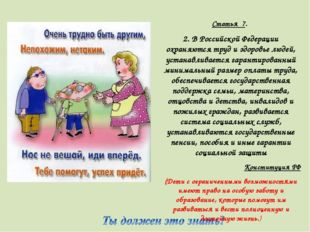 Очень трудно быть другим,
Непохожим, нетаким.
Нос не вешай, иди вперёд.
Тебе помогут, успех придёт.
Статья 7.
2. В Российской Федерации
охраняются труд и здоровье людей,
устанавливается гарантированный
минимальный размер оплаты труда,
обеспечивается государственная
поддержка семьи, материнства,
отцовства и детства, инвалидов и
пожилых граждан, развивается
система социальных служб,
устанавливаются государственные
пенсии, пособия и иные гарантии
социальной защиты
Конституция РФ
(Дети с ограниченными возможностями
имеют право на особую заботу и
образование, которые помогут им
развиваться и вести полноценную и
достойную жизнь.)
Ты должен это знать!